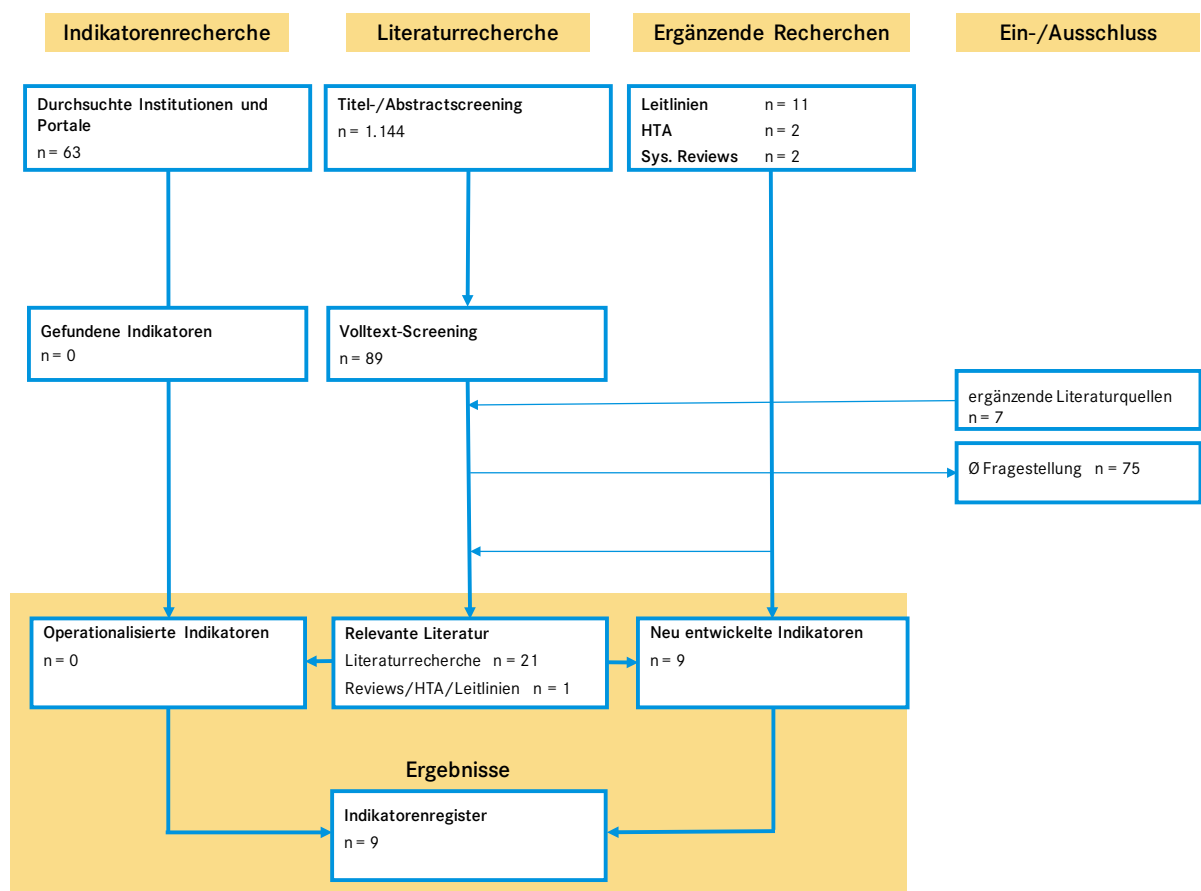 Indikatorenrecherche
Literaturrecherche
Ergänzende Recherchen
Ein-/Ausschluss
Durchsuchte Institutionen und
Portale
n = 63
Titel-/Abstractscreening
n = 1.144
Leitlinien n = 11
HTA n = 2
Sys. Reviews n = 2
Gefundene Indikatoren
n = 0
Volltext-Screening
n = 89
ergänzende Literaturquellen
n = 7
Ø Fragestellung n = 75
Operationalisierte Indikatoren
n = 0
Relevante Literatur
Literaturrecherche n = 21
Reviews/HTA/Leitlinien n = 1
Neu entwickelte Indikatoren
n = 9
Ergebnisse
Indikatorenregister
n = 9